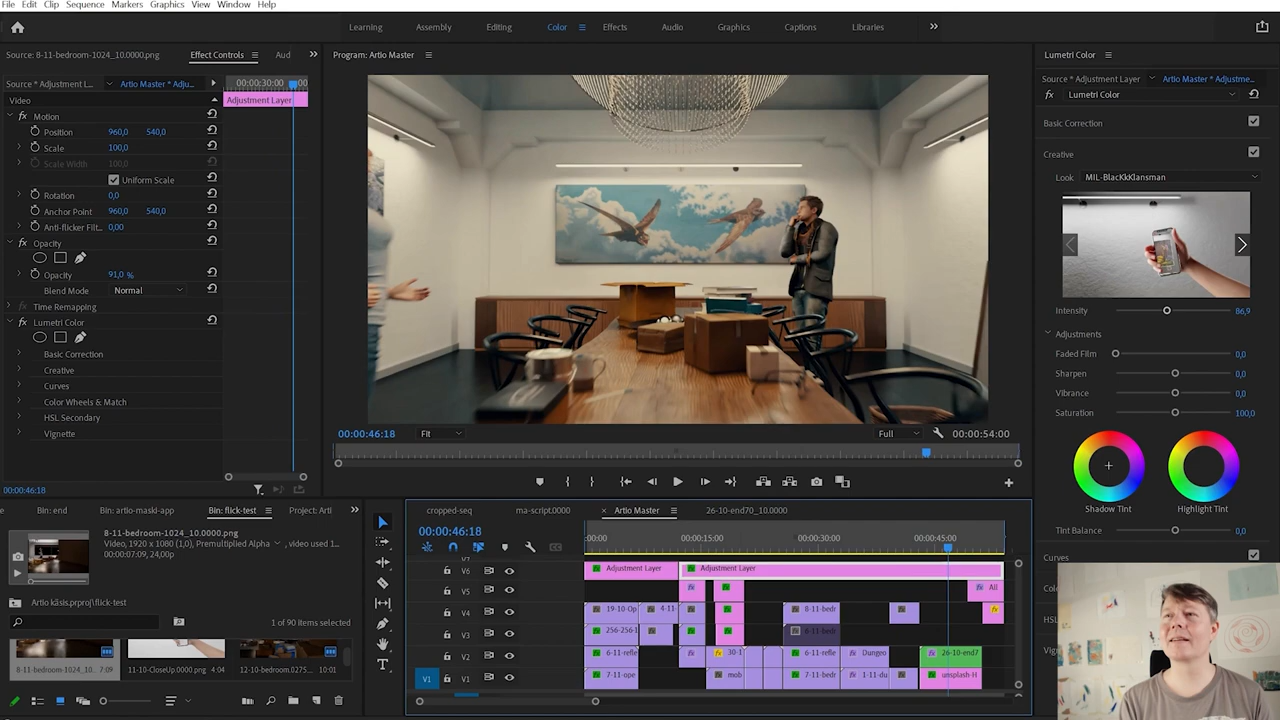 File Edit Clip Sequence Markers Graphics View Window Help
Learning Assembly Editing Color Effects Audio Graphics Captions Libraries
Source: 8-11-bedroom-1024_10.0000.png Effect Controls Aud
Program: Artio Master
Lumetri Color
Source * Adjustment L... Artio Master * Adju... 00:00:30:00 :00
Source * Adjustment Layer Artio Master * Adjustme...
fx Lumetri Color
Video Adjustment Layer
fx Motion
Position 960,0 540,0
Scale 100,0
Scale Width 100,0
Uniform Scale
Rotation 0,0
Anchor Point 960,0 540,0
Anti-flicker Filt... 0,00
Opacity
Opacity 91,0 %
Blend Mode Normal
Time Remapping
Lumetri Color
Basic Correction
Creative
Curves
Color Wheels & Match
HSL Secondary
Vignette
00:00:46:18
Basic Correction
Creative
Look MIL-BlacKkKlansman
Intensity 86,9
Adjustments
Faded Film 0,0
Sharpen 0,0
Vibrance 0,0
Saturation 100,0
Shadow Tint Highlight Tint
Tint Balance 0,0
Curves
HSL
00:00:46:18 Fit Full 00:00:54:00
Bin: end Bin: artio-maski-app Bin: flick-test Project: Arti
8-11-bedroom-1024_10.0000.png
Video, 1920 x 1080 (1,0), Premultiplied Alpha , video used 1...
00:00:07:09, 24,00p
Artio käsis.prproj\flick-test
1 of 90 items selected
8-11-bedroom-1024_10... 7:09 11-10-CloseUp.0000.png 4:04 12-10-bedroom.0275... 10:01
cropped-seq ma-script.0000 Artio Master 26-10-end70_10.0000
00:00:46:18
:00:00 00:00:15:00 00:00:30:00 00:00:45:00
V6 Adjustment Layer Adjustment Layer
V5 All
V4 19-10-Op 4-11- 8-11-bedr
V3 256-256-1 8-11-bedr
V2 6-11-refle 30-1 6-11-refle Dungeo 26-10-end7
V1 V1 7-11-ope mob 7-11-bedr 1-11-du unsplash-H